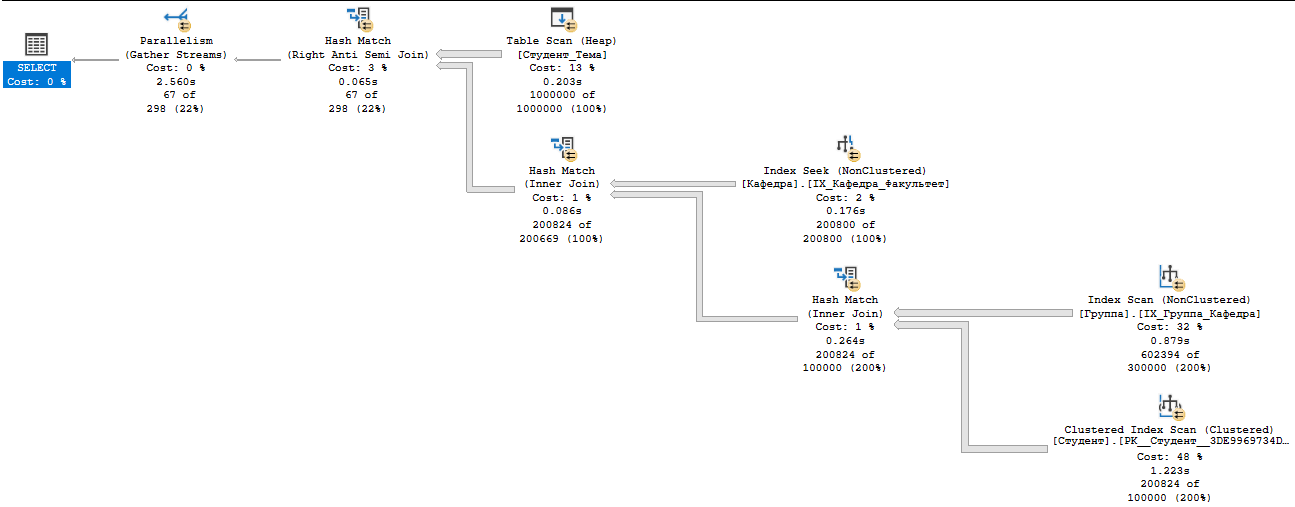 SELECT
Cost: 0 %
Parallelism
(Gather Streams)
Cost: 0 %
2.560s
67 of
298 (22%)
Hash Match
(Right Anti Semi Join)
Cost: 3 %
0.065s
67 of
298 (22%)
Table Scan (Heap)
[Студент_Тема]
Cost: 13 %
0.203s
1000000 of
1000000 (100%)
Hash Match
(Inner Join)
Cost: 1 %
0.086s
200824 of
200669 (100%)
Index Seek (NonClustered)
[Кафедра].[IX_Кафедра_Факультет]
Cost: 2 %
0.176s
200800 of
200800 (100%)
Hash Match
(Inner Join)
Cost: 1 %
0.264s
200824 of
100000 (200%)
Index Scan (NonClustered)
[Группа].[IX_Группа_Кафедра]
Cost: 32 %
0.879s
602394 of
300000 (200%)
Clustered Index Scan (Clustered)
[Студент].[PK__Студент__3DE9969734D…
Cost: 48 %
1.223s
200824 of
100000 (200%)